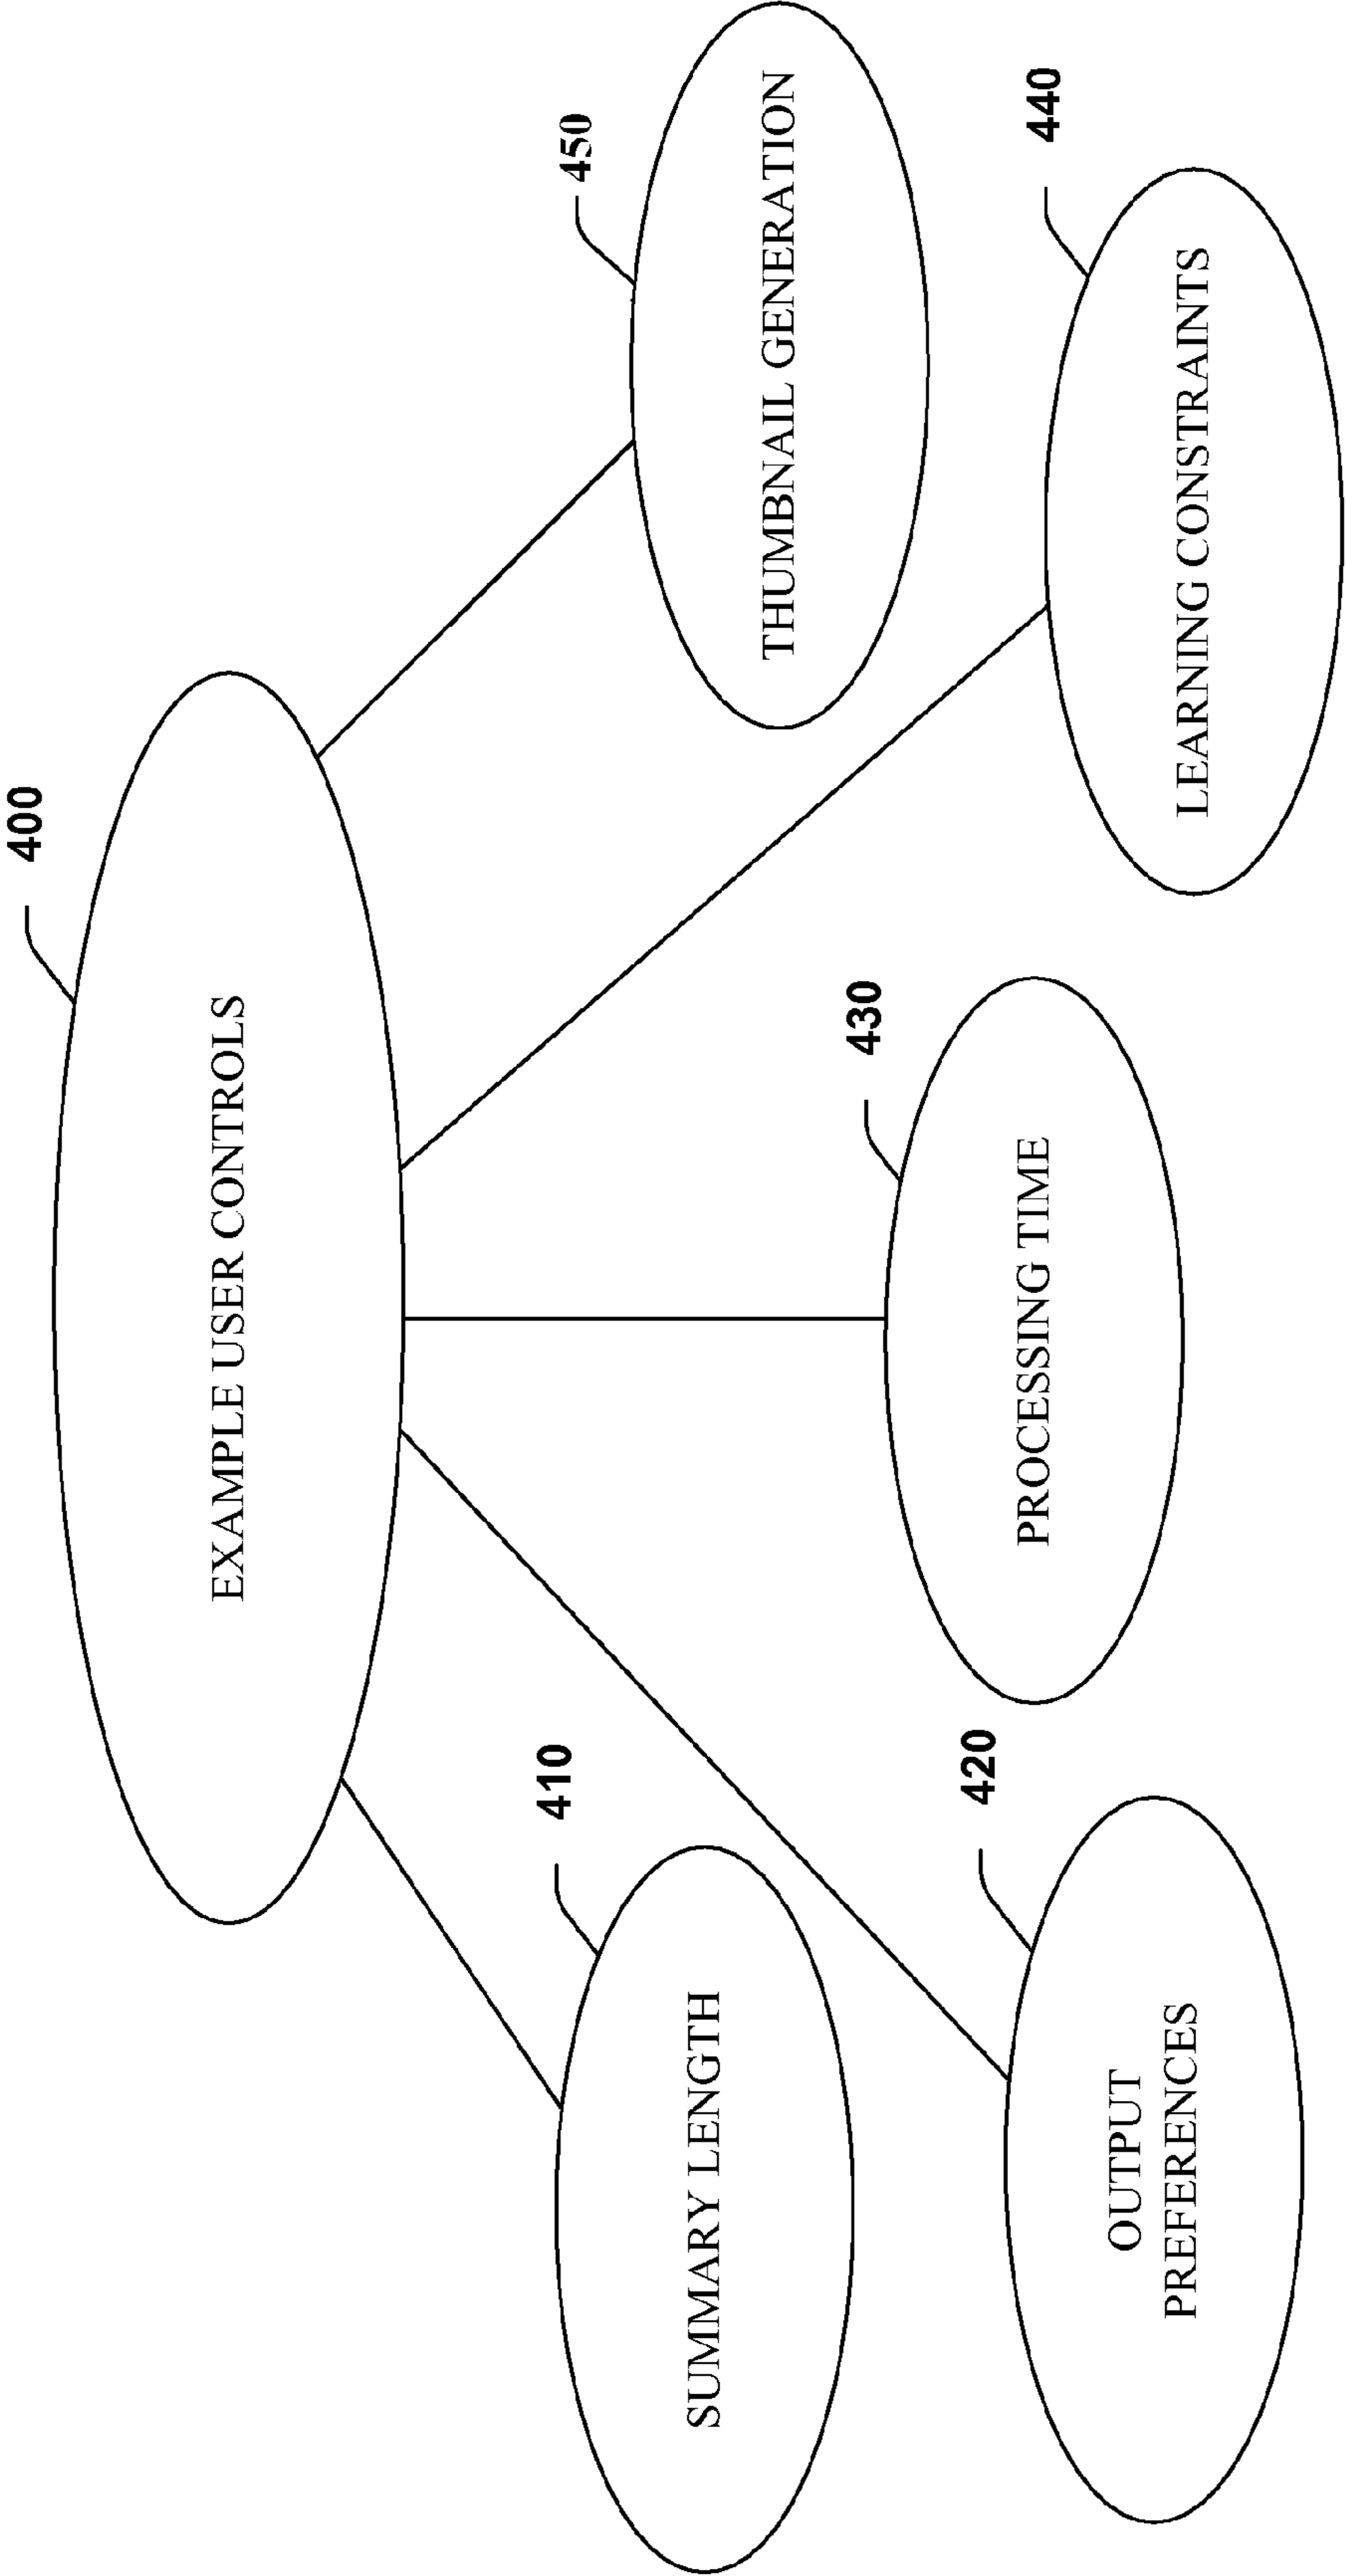 400
EXAMPLE USER CONTROLS
410
SUMMARY LENGTH
450
THUMBNAIL GENERATION
430
PROCESSING TIME
420
OUTPUT
PREFERENCES
440
LEARNING CONSTRAINTS